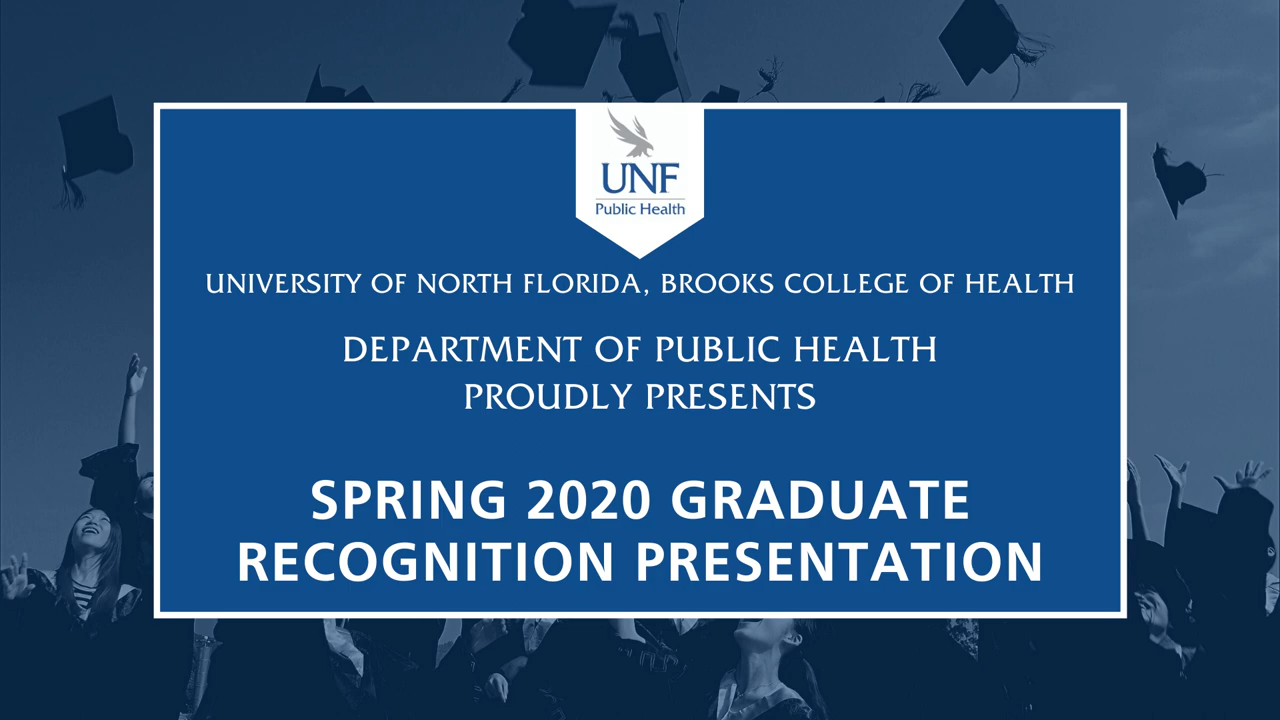 UNF
Public Health
UNIVERSITY OF NORTH FLORIDA, BROOKS COLLEGE OF HEALTH
DEPARTMENT OF PUBLIC HEALTH
PROUDLY PRESENTS
SPRING 2020 GRADUATE
RECOGNITION PRESENTATION